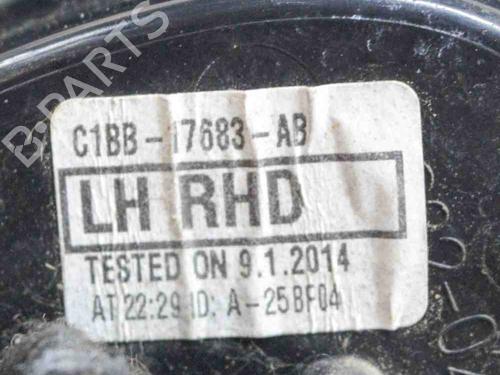 B-PARTS
C1BB-17683-AB
LH RHD
TESTED ON 9.1.2014
AT 22:29 ID: A-25BF04